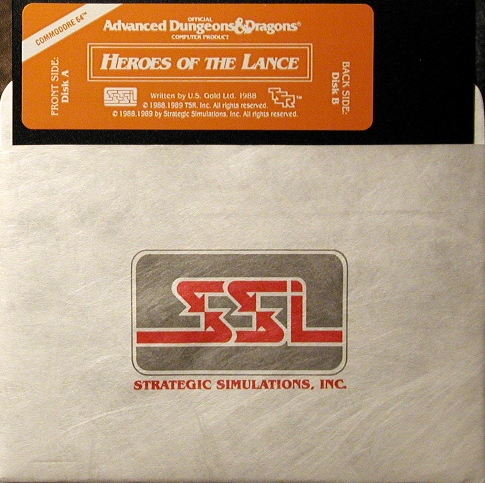 COMMODORE 64™
OFFICIAL
Advanced Dungeons & Dragons®
COMPUTER PRODUCT
HEROES OF THE LANCE
FRONT SIDE:
Disk A
BACK SIDE:
Disk B
SSI
Written by U.S. Gold Ltd. 1988
TSR™
© 1988,1989 TSR, Inc. All rights reserved.
© 1988,1989 by Strategic Simulations, Inc. All rights reserved.
SSI
STRATEGIC SIMULATIONS, INC.